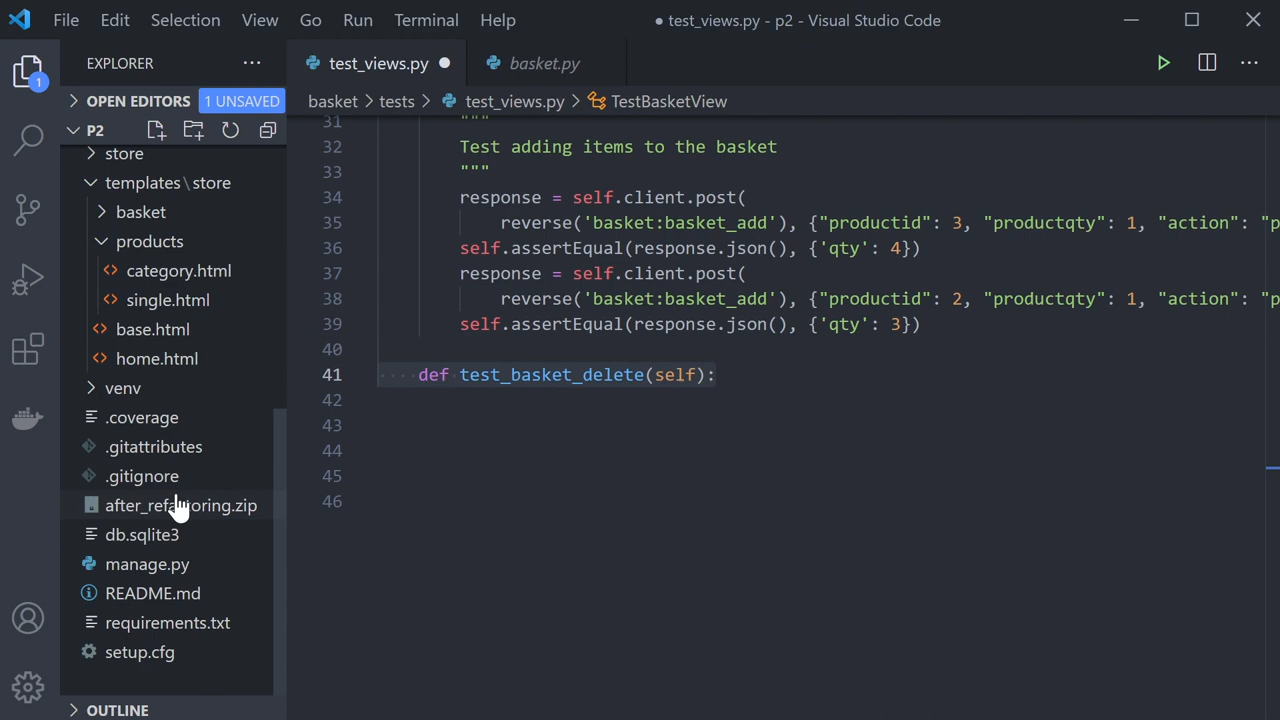 File Edit Selection View Go Run Terminal Help
● test_views.py - p2 - Visual Studio Code
EXPLORER
1
OPEN EDITORS 1 UNSAVED
P2
store
templates\store
basket
products
category.html
single.html
base.html
home.html
venv
.coverage
.gitattributes
.gitignore
after_refactoring.zip
db.sqlite3
manage.py
README.md
requirements.txt
setup.cfg
OUTLINE
test_views.py ●
basket.py
basket > tests > test_views.py > TestBasketView
31 """
32 Test adding items to the basket
33 """
34 response = self.client.post(
35 reverse('basket:basket_add'), {"productid": 3, "productqty": 1, "action": "p
36 self.assertEqual(response.json(), {'qty': 4})
37 response = self.client.post(
38 reverse('basket:basket_add'), {"productid": 2, "productqty": 1, "action": "p
39 self.assertEqual(response.json(), {'qty': 3})
40
41 def test_basket_delete(self):
42
43
44
45
46